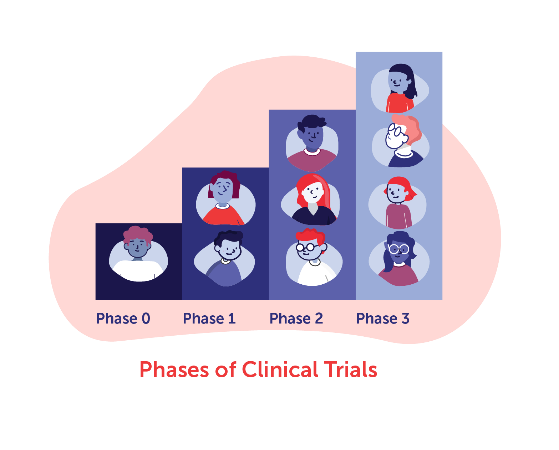 Phase 0 Phase 1 Phase 2 Phase 3
Phases of Clinical Trials